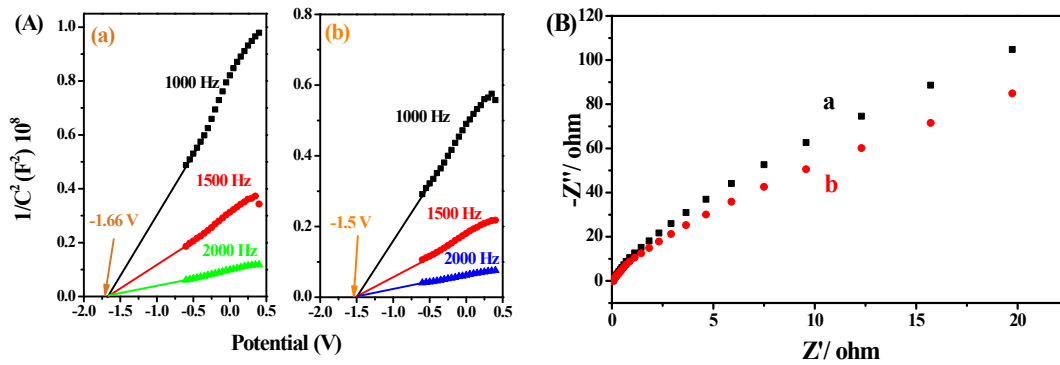 (A)
(a)
1/C² (F²) 10⁸
1.0
0.8
0.6
0.4
0.2
0.0
1000 Hz
1500 Hz
2000 Hz
-1.66 V
-2.0 -1.5 -1.0 -0.5 -0.0 0.5
(b)
0.8
0.6
0.4
0.2
0.0
1000 Hz
1500 Hz
2000 Hz
-1.5 V
-2.0 -1.5 -1.0 -0.5 0.0 0.5
Potential (V)
(B)
-Z''/ ohm
120
100
80
60
40
20
0
a
b
0 5 10 15 20
Z'/ ohm